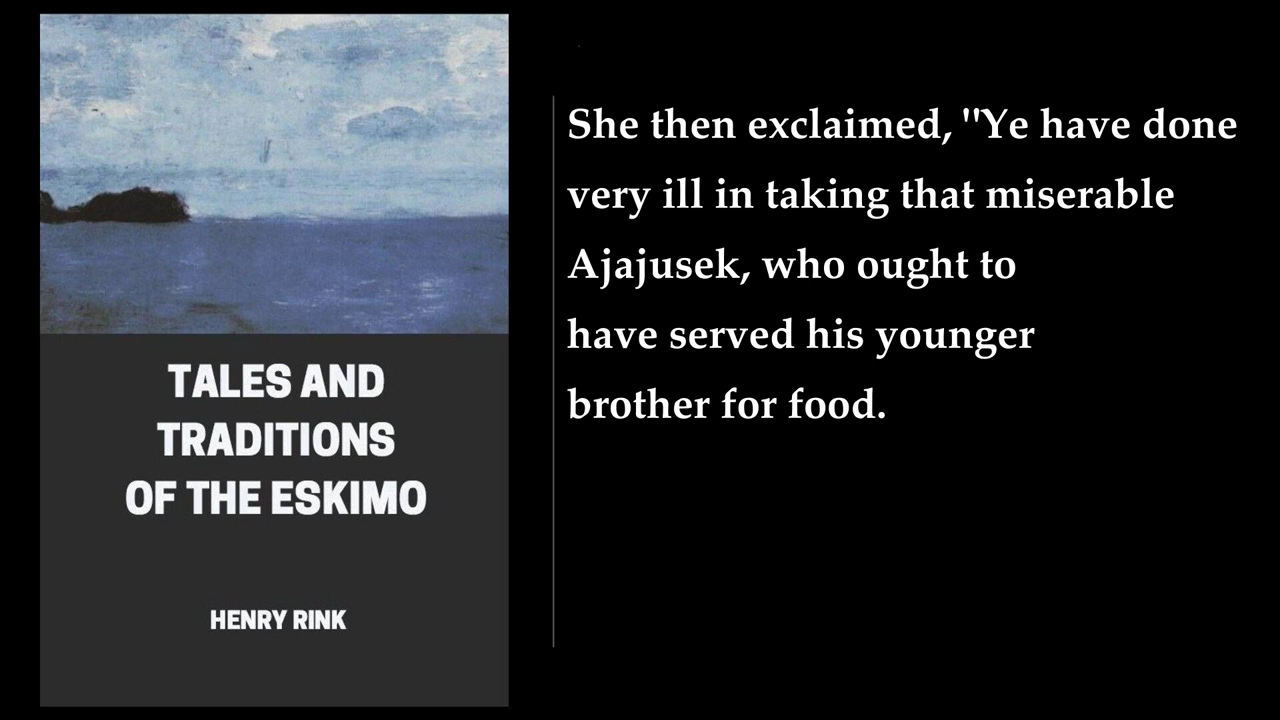 TALES AND
TRADITIONS
OF THE ESKIMO
HENRY RINK
She then exclaimed, "Ye have done
very ill in taking that miserable
Ajajusek, who ought to
have served his younger
brother for food.